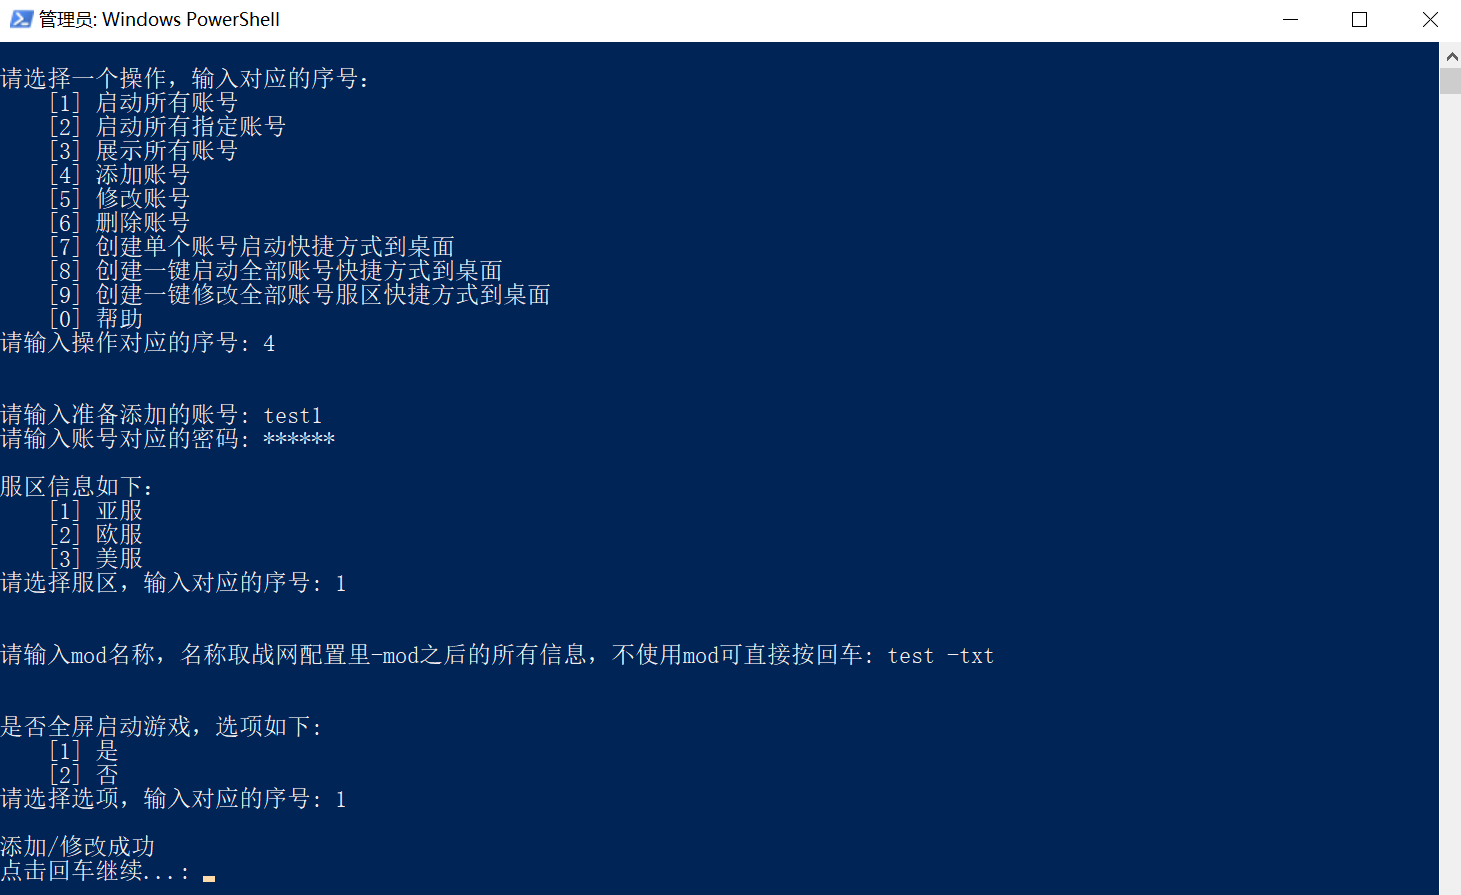 管理员: Windows PowerShell
请选择一个操作，输入对应的序号：
[1] 启动所有账号
[2] 启动所有指定账号
[3] 展示所有账号
[4] 添加账号
[5] 修改账号
[6] 删除账号
[7] 创建单个账号启动快捷方式到桌面
[8] 创建一键启动全部账号快捷方式到桌面
[9] 创建一键修改全部账号服区快捷方式到桌面
[0] 帮助
请输入操作对应的序号: 4
请输入准备添加的账号: test1
请输入账号对应的密码: ******
服区信息如下：
[1] 亚服
[2] 欧服
[3] 美服
请选择服区，输入对应的序号: 1
请输入mod名称，名称取战网配置里-mod之后的所有信息，不使用mod可直接按回车: test -txt
是否全屏启动游戏，选项如下:
[1] 是
[2] 否
请选择选项，输入对应的序号: 1
添加/修改成功
点击回车继续...: